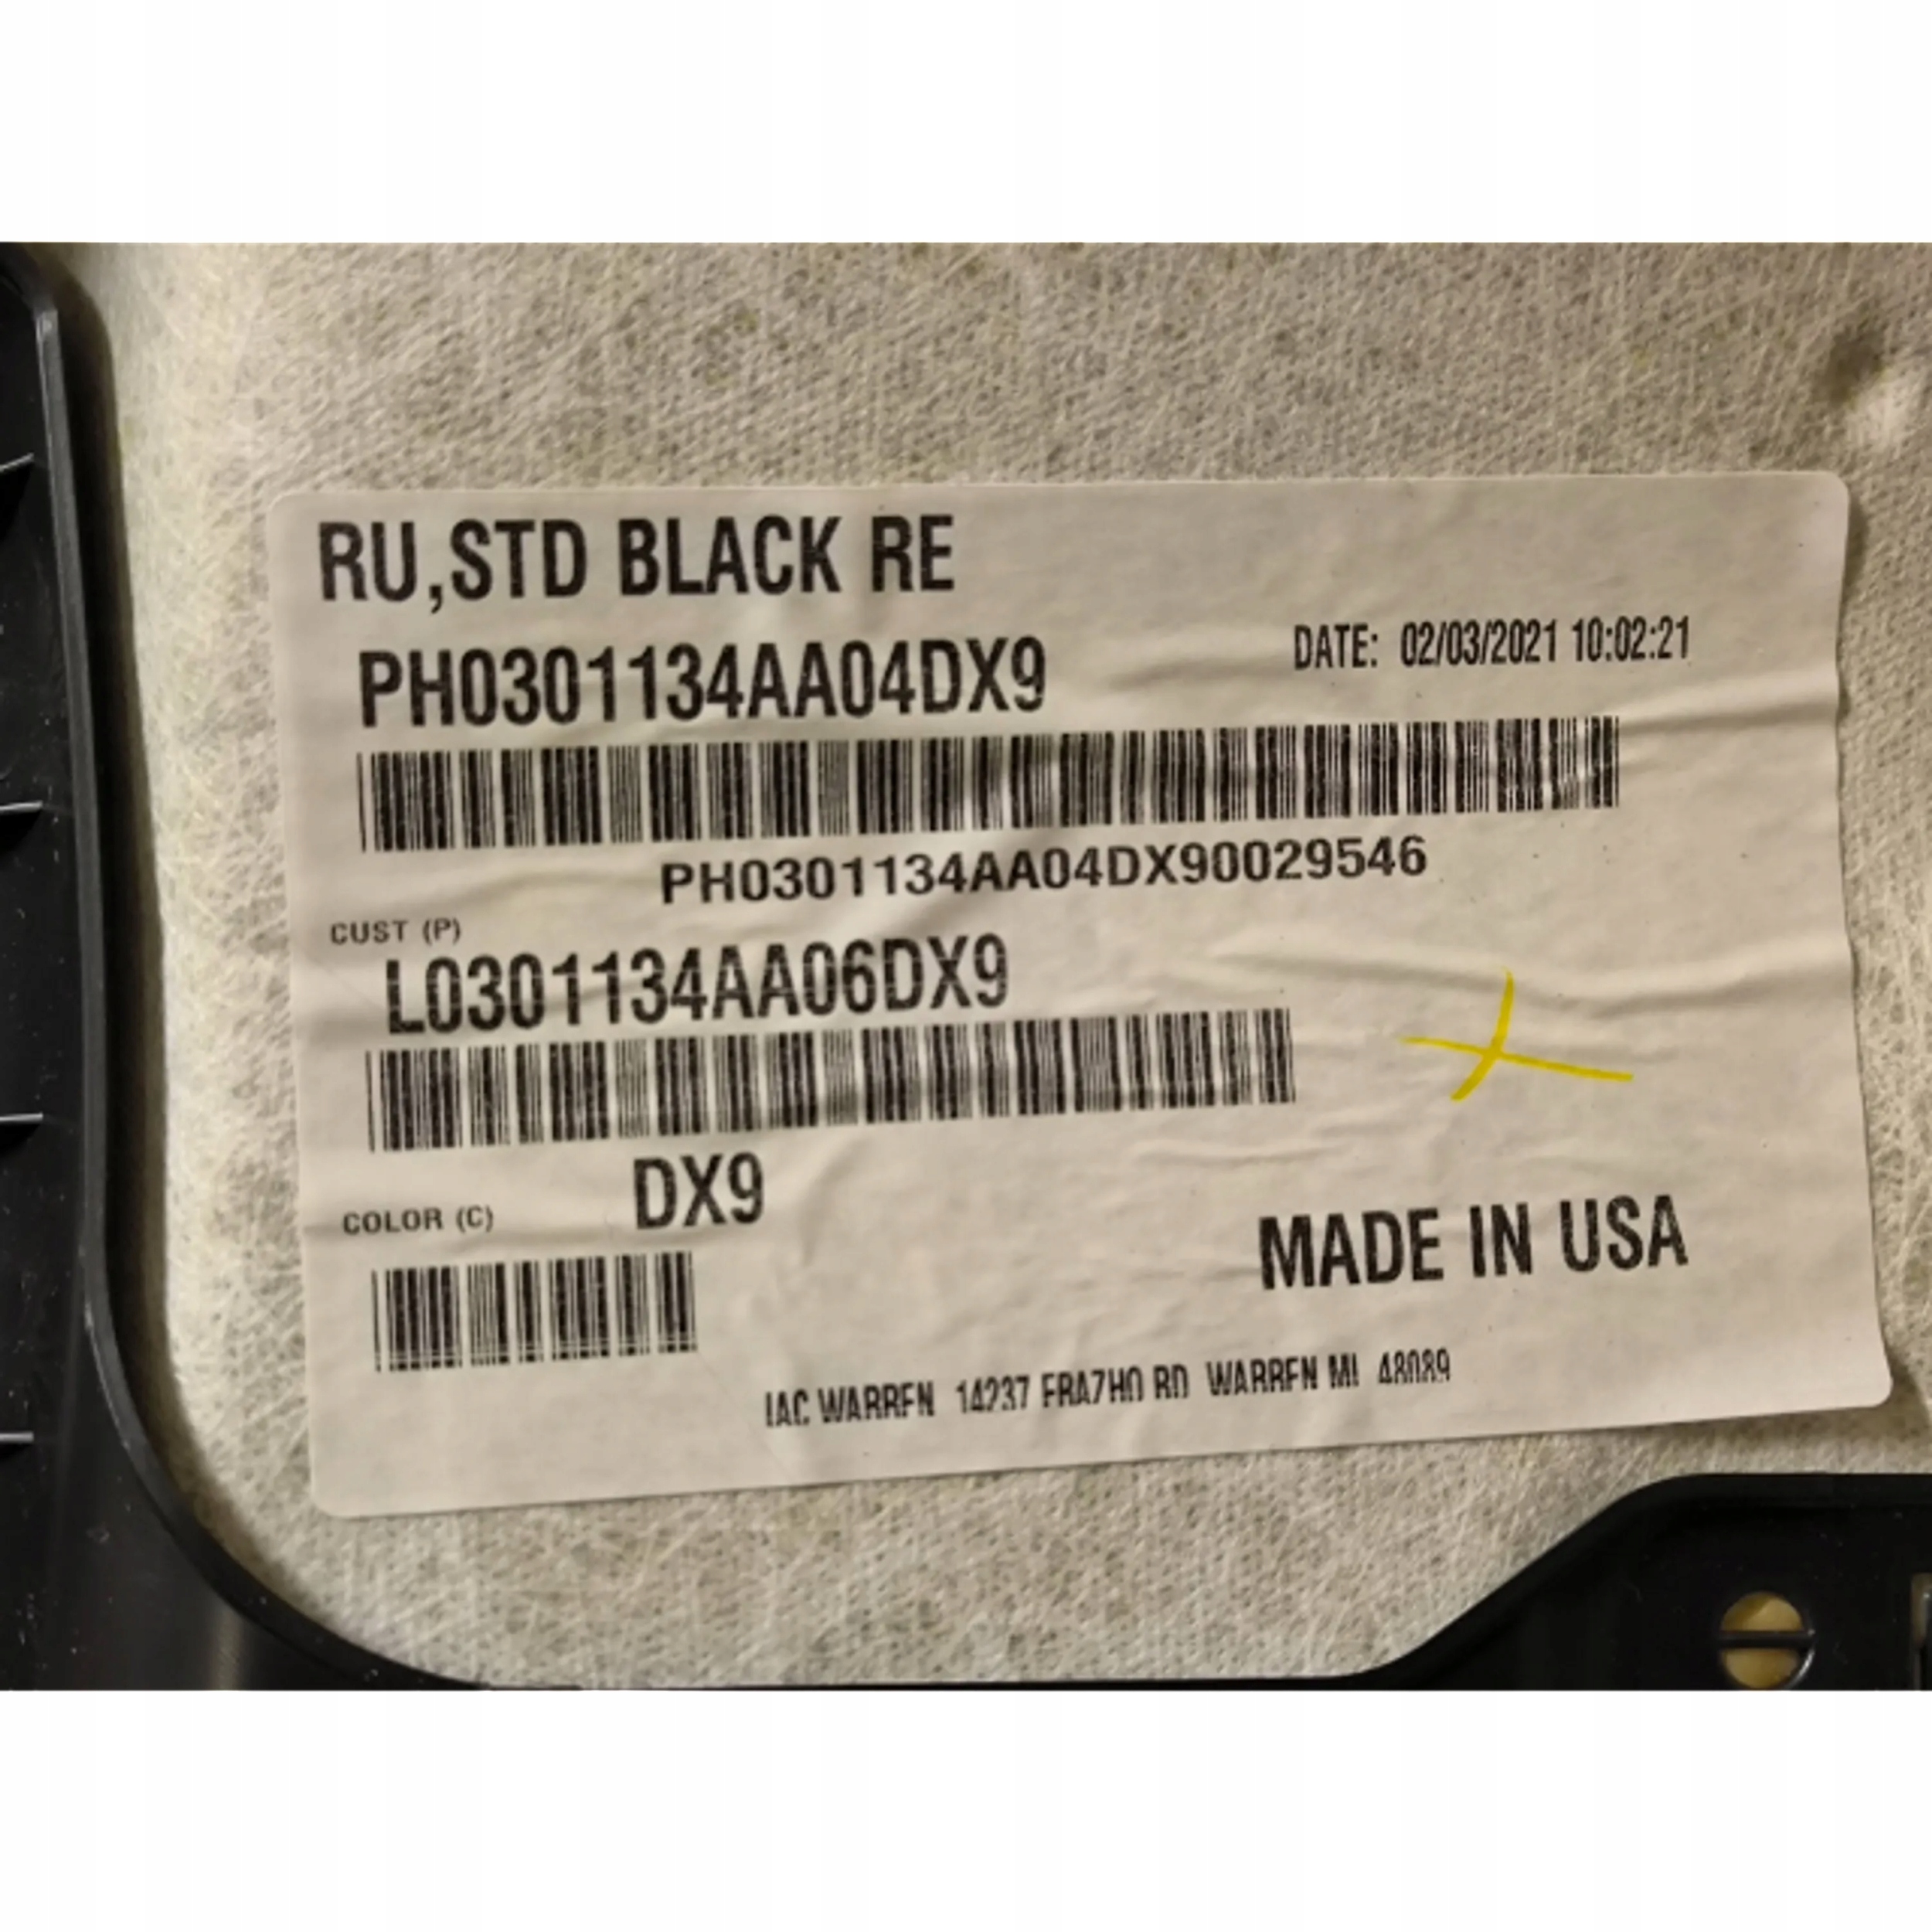 RU,STD BLACK RE
PH0301134AA04DX9
DATE: 02/03/2021 10:02:21
PH0301134AA04DX90029546
CUST (P)
L0301134AA06DX9
COLOR (C) DX9
MADE IN USA
IAC WARREN 14237 FRAZHO RD WARREN MI 48089